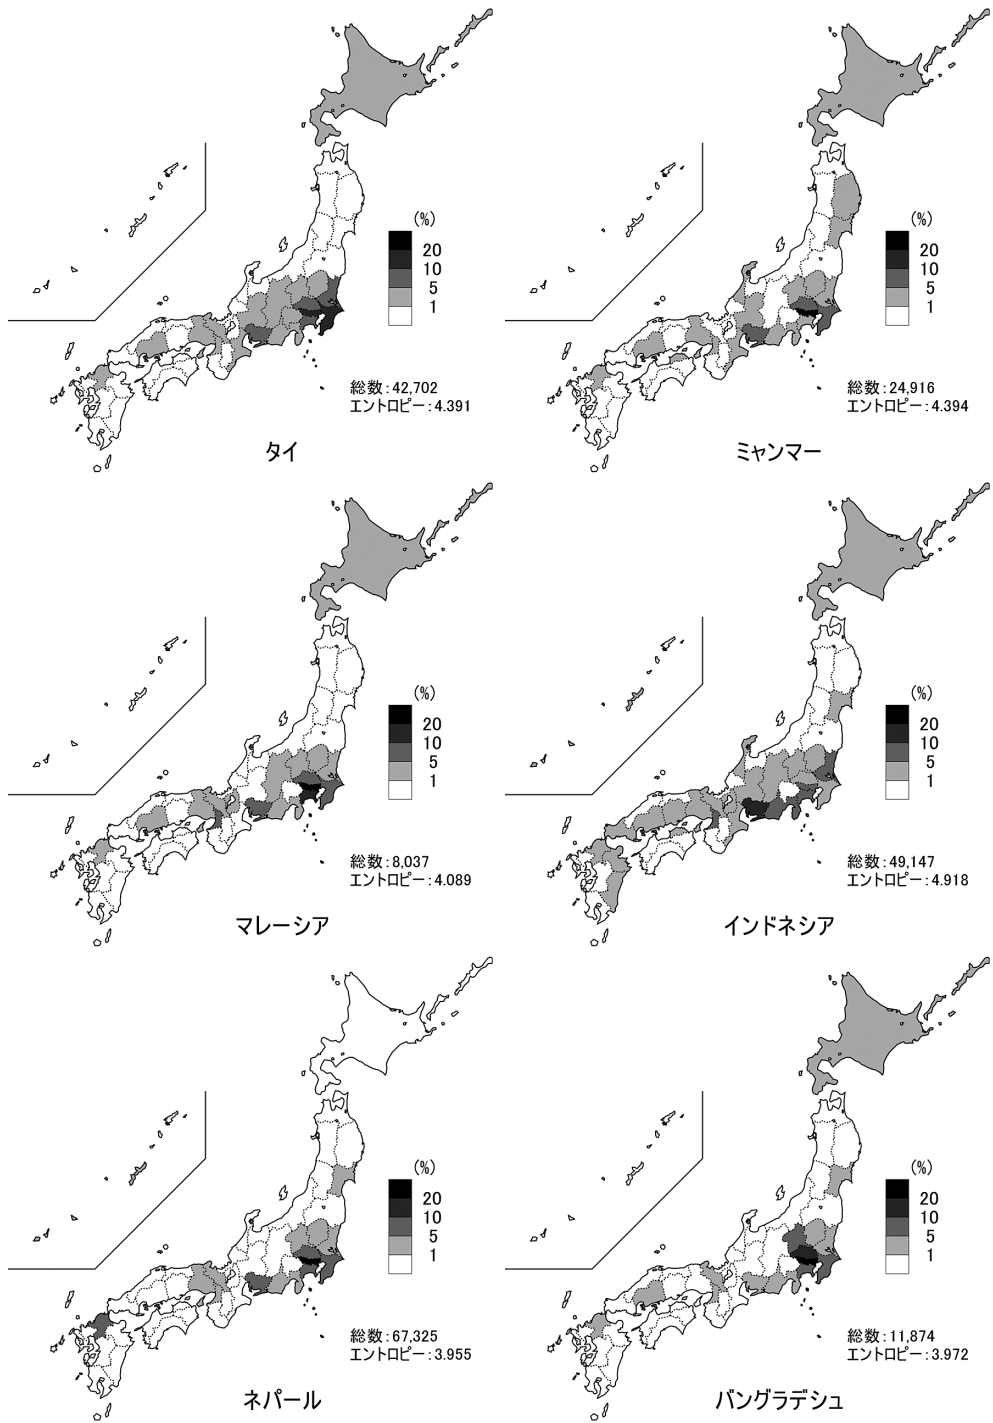 (%)
20
10
5
1
総数：42,702
エントロピー：4.391
タイ
(%)
20
10
5
1
総数：24,916
エントロピー：4.394
ミャンマー
(%)
20
10
5
1
総数：8,037
エントロピー：4.089
マレーシア
(%)
20
10
5
1
総数：49,147
エントロピー：4.918
インドネシア
(%)
20
10
5
1
総数：67,325
エントロピー：3.955
ネパール
(%)
20
10
5
1
総数：11,874
エントロピー：3.972
バングラデシュ